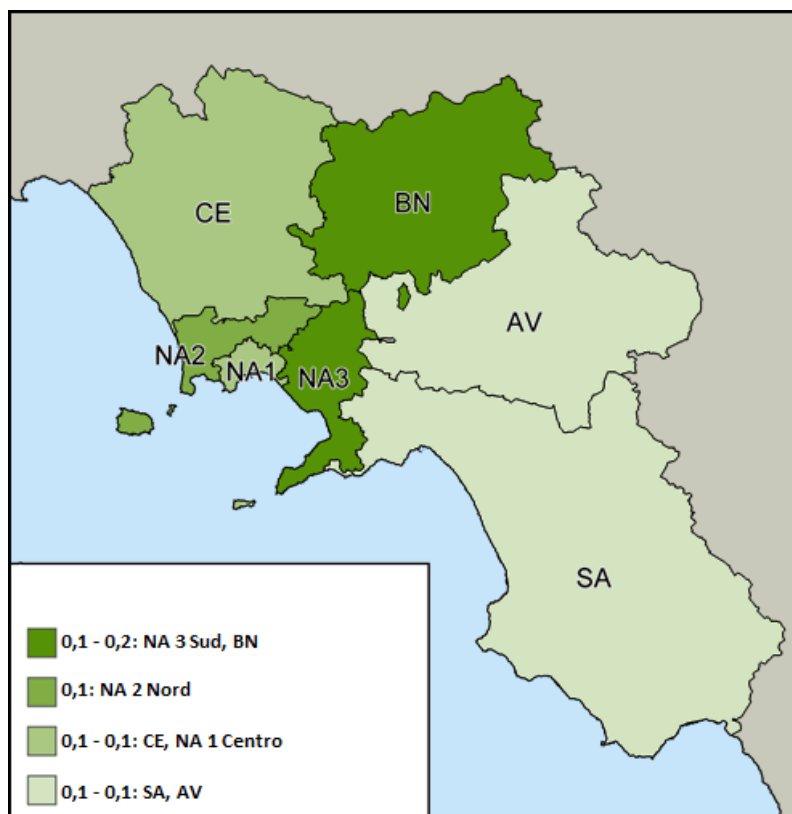 BN
CE
AV
NA2
NA1
NA3
SA
0,1 - 0,2: NA 3 Sud, BN
0,1: NA 2 Nord
0,1 - 0,1: CE, NA 1 Centro
0,1 - 0,1: SA, AV